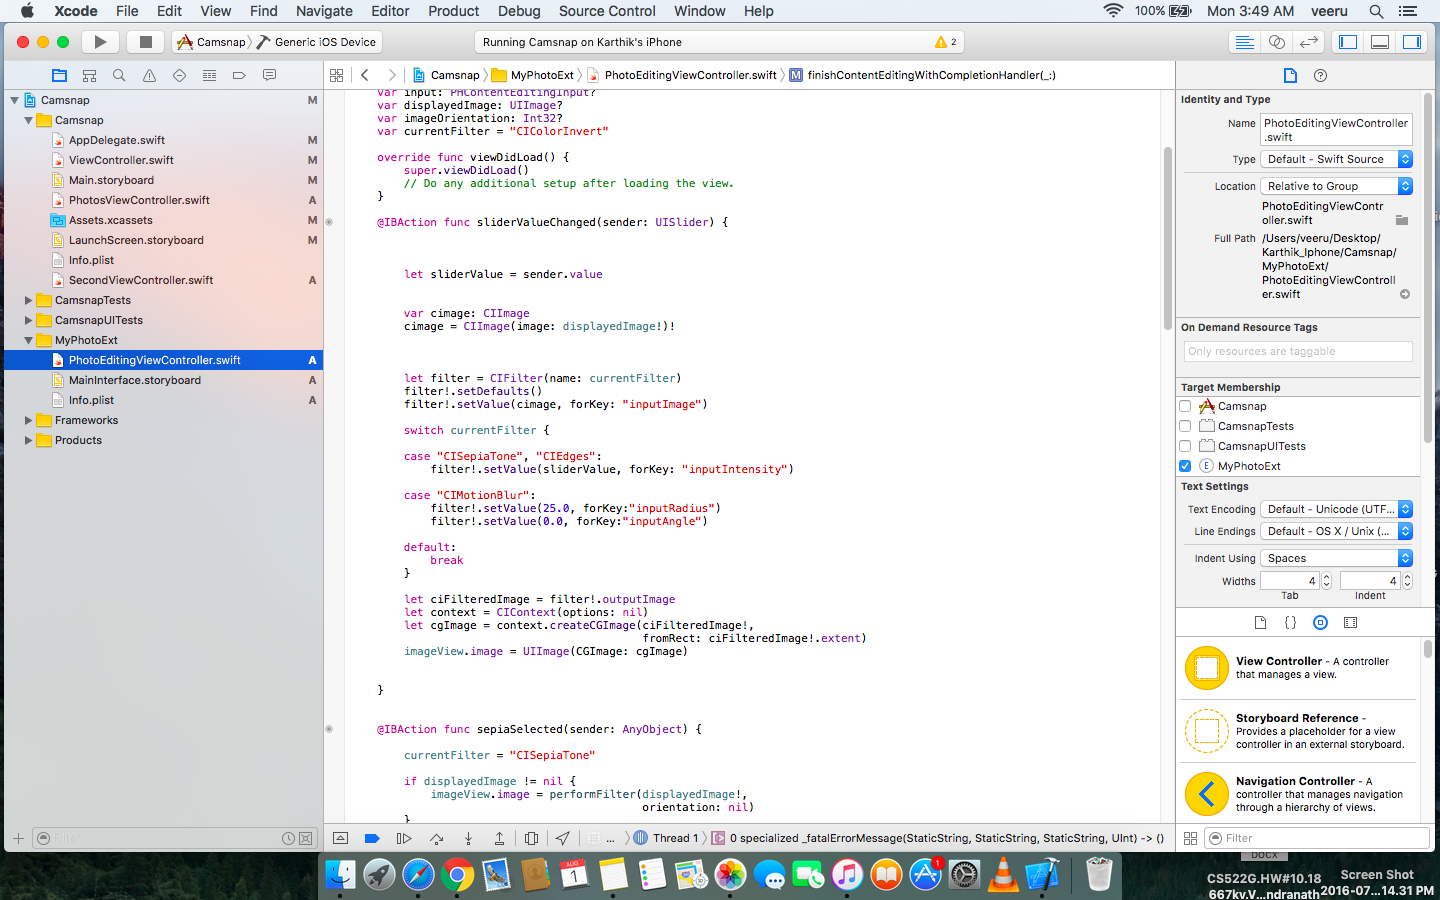 Xcode File Edit View Find Navigate Editor Product Debug Source Control Window Help 100% Mon 3:49 AM veeru
Camsnap Generic iOS Device Running Camsnap on Karthik's iPhone 2
Camsnap MyPhotoExt PhotoEditingViewController.swift M finishContentEditingWithCompletionHandler(_:)
Camsnap M
Camsnap
AppDelegate.swift M
ViewController.swift M
Main.storyboard M
PhotosViewController.swift A
Assets.xcassets M
LaunchScreen.storyboard M
Info.plist
SecondViewController.swift A
CamsnapTests
CamsnapUITests
MyPhotoExt
PhotoEditingViewController.swift A
MainInterface.storyboard A
Info.plist A
Frameworks
Products
Filter
var input: PHContentEditingInput?
var displayedImage: UIImage?
var imageOrientation: Int32?
var currentFilter = "CIColorInvert"
override func viewDidLoad() {
super.viewDidLoad()
// Do any additional setup after loading the view.
}
@IBAction func sliderValueChanged(sender: UISlider) {
let sliderValue = sender.value
var cimage: CIImage
cimage = CIImage(image: displayedImage!)!
let filter = CIFilter(name: currentFilter)
filter!.setDefaults()
filter!.setValue(cimage, forKey: "inputImage")
switch currentFilter {
case "CISepiaTone", "CIEdges":
filter!.setValue(sliderValue, forKey: "inputIntensity")
case "CIMotionBlur":
filter!.setValue(25.0, forKey:"inputRadius")
filter!.setValue(0.0, forKey:"inputAngle")
default:
break
}
let ciFilteredImage = filter!.outputImage
let context = CIContext(options: nil)
let cgImage = context.createCGImage(ciFilteredImage!,
fromRect: ciFilteredImage!.extent)
imageView.image = UIImage(CGImage: cgImage)
}
@IBAction func sepiaSelected(sender: AnyObject) {
currentFilter = "CISepiaTone"
if displayedImage != nil {
imageView.image = performFilter(displayedImage!,
orientation: nil)
}
... Thread 1 0 specialized _fatalErrorMessage(StaticString, StaticString, StaticString, UInt) -> ()
Identity and Type
Name PhotoEditingViewController
.swift
Type Default - Swift Source
Location Relative to Group
PhotoEditingViewContr
oller.swift
Full Path /Users/veeru/Desktop/
Karthik_Iphone/Camsnap/
MyPhotoExt/
PhotoEditingViewControll
er.swift
On Demand Resource Tags
Only resources are taggable
Target Membership
Camsnap
CamsnapTests
CamsnapUITests
E MyPhotoExt
Text Settings
Text Encoding Default - Unicode (UTF...
Line Endings Default - OS X / Unix (...
Indent Using Spaces
Widths 4 4
Tab Indent
{ }
View Controller - A controller
that manages a view.
Storyboard Reference -
Provides a placeholder for a view
controller in an external storyboard.
Navigation Controller - A
controller that manages navigation
through a hierarchy of views.
Filter
AUG
1
1
DOCX
CS522G.HW#10.18
667kv.V...ndranath
Screen Shot
2016-07...14.31 PM